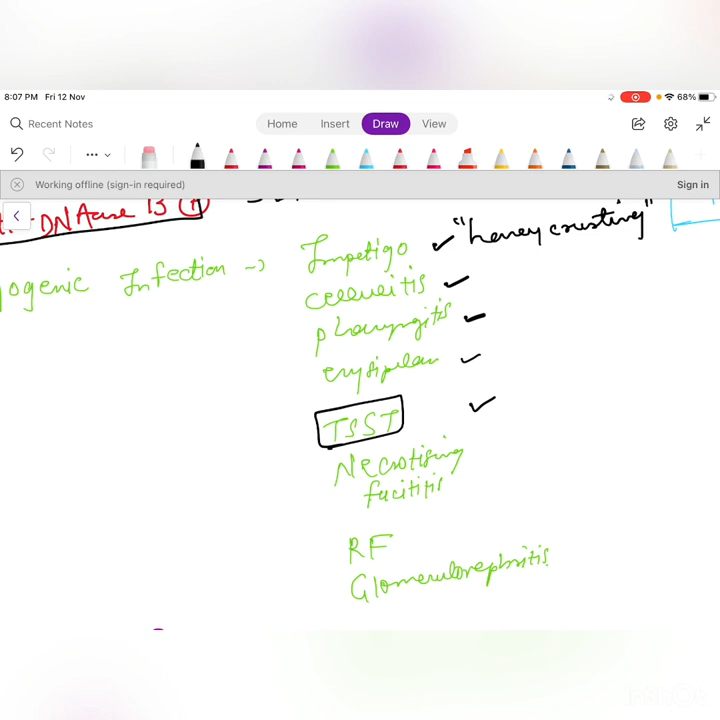 8:07 PM Fri 12 Nov 68%
Recent Notes Home Insert Draw View
Working offline (sign-in required) Sign in
DNAase B (+)
"honey crusting"
ogenic Infection → Impetigo
cellulitis
pharyngitis
erysipelas
TSST
Necrotising
facitis
RF
Glomerulonephritis